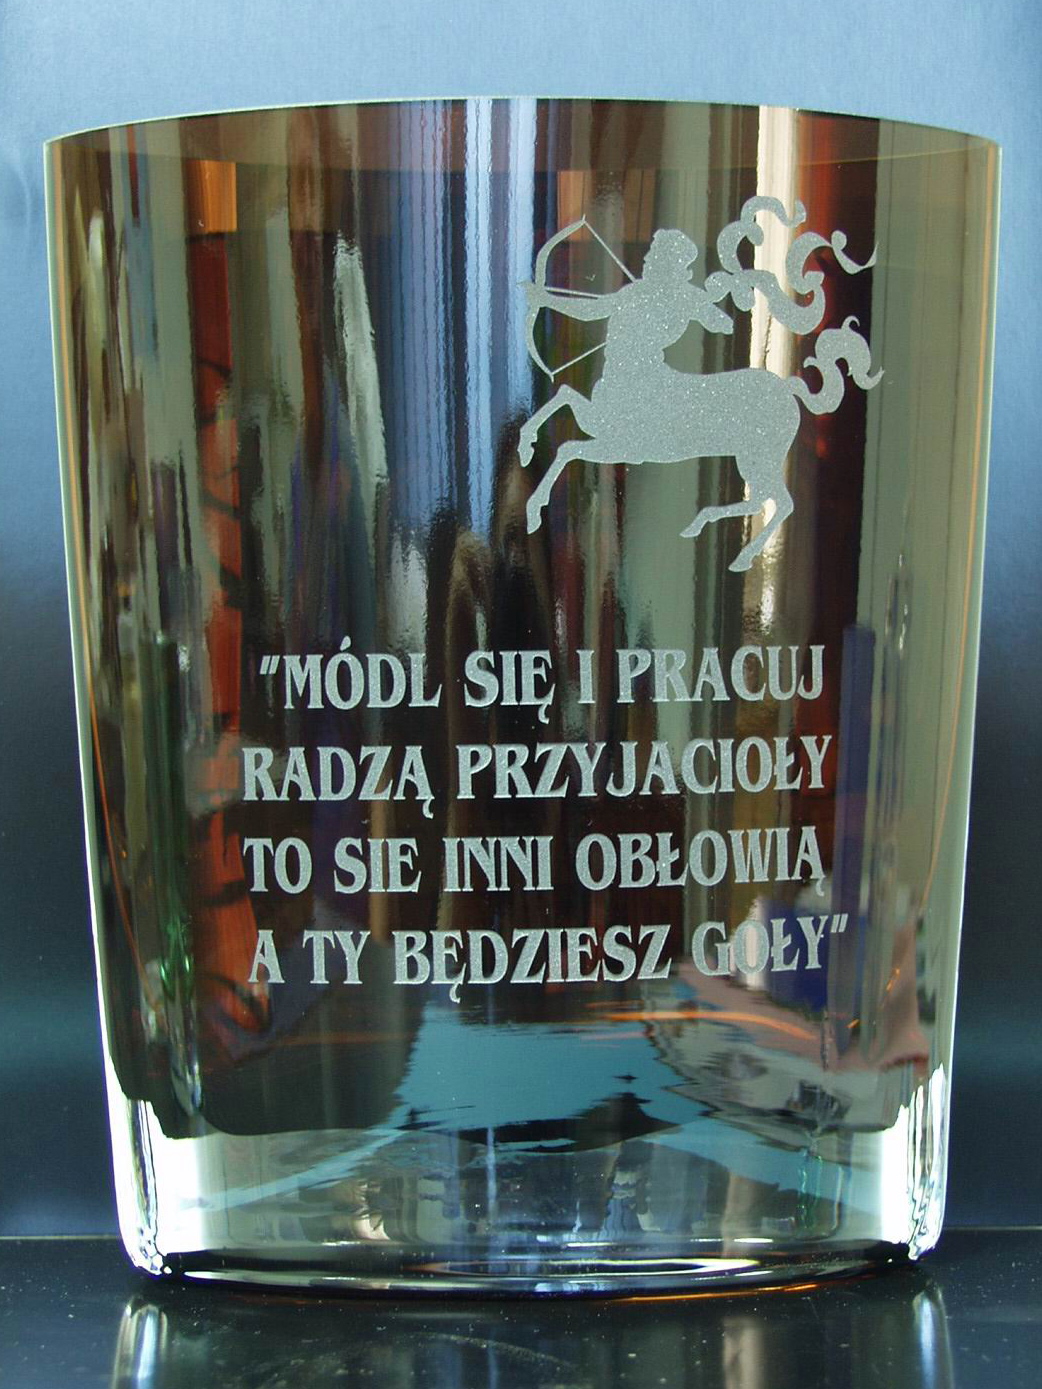 "MÓDL SIĘ I PRACUJ
RADZĄ PRZYJACIOŁY
TO SIE INNI OBŁOWIĄ
A TY BĘDZIESZ GOŁY"